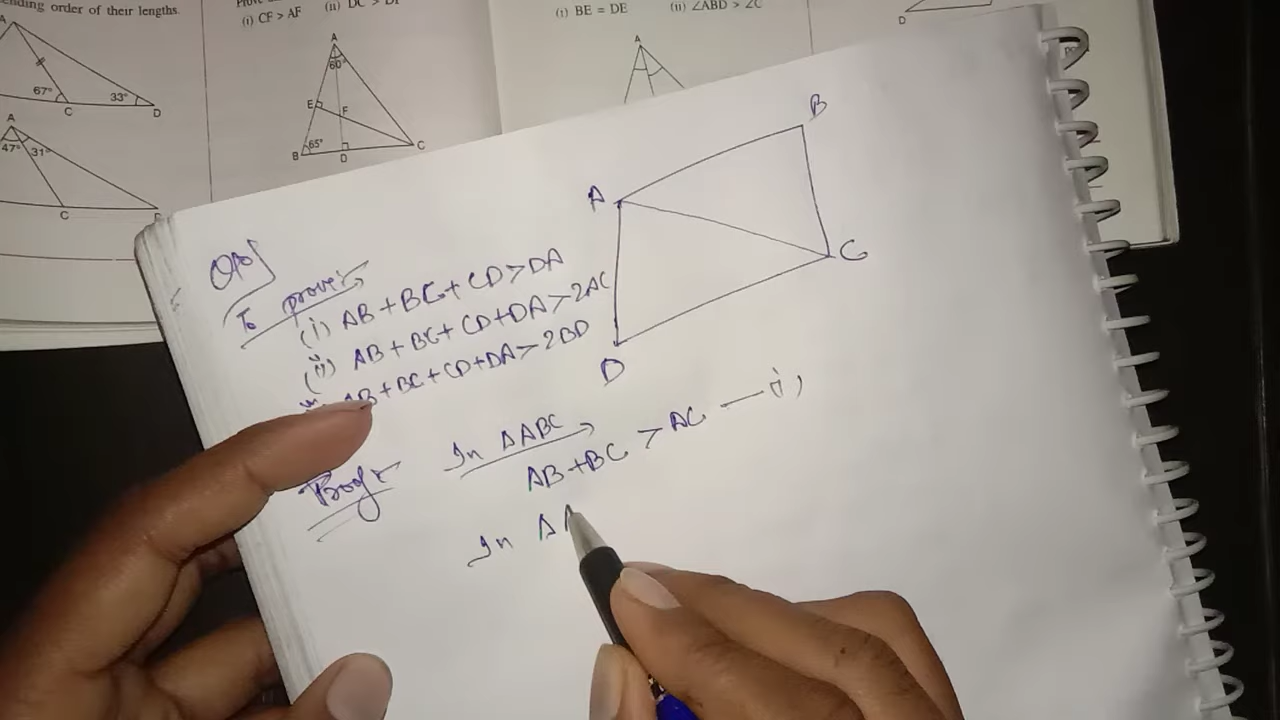 ending order of their lengths.
(i) CF > AF
(i) BE = DE (ii) ∠ABD > ∠C
A
67° 33°
C D
A
47° 31°
C
A
60°
E F
65°
B D C
A
D
A B
C
D
To prove:
(i) AB + BC + CD > DA
(ii) AB + BC + CD + DA > 2AC
AB + BC + CD + DA > 2BD
Proof
In ΔABC
AB + BC > AC — (i)
In Δ A